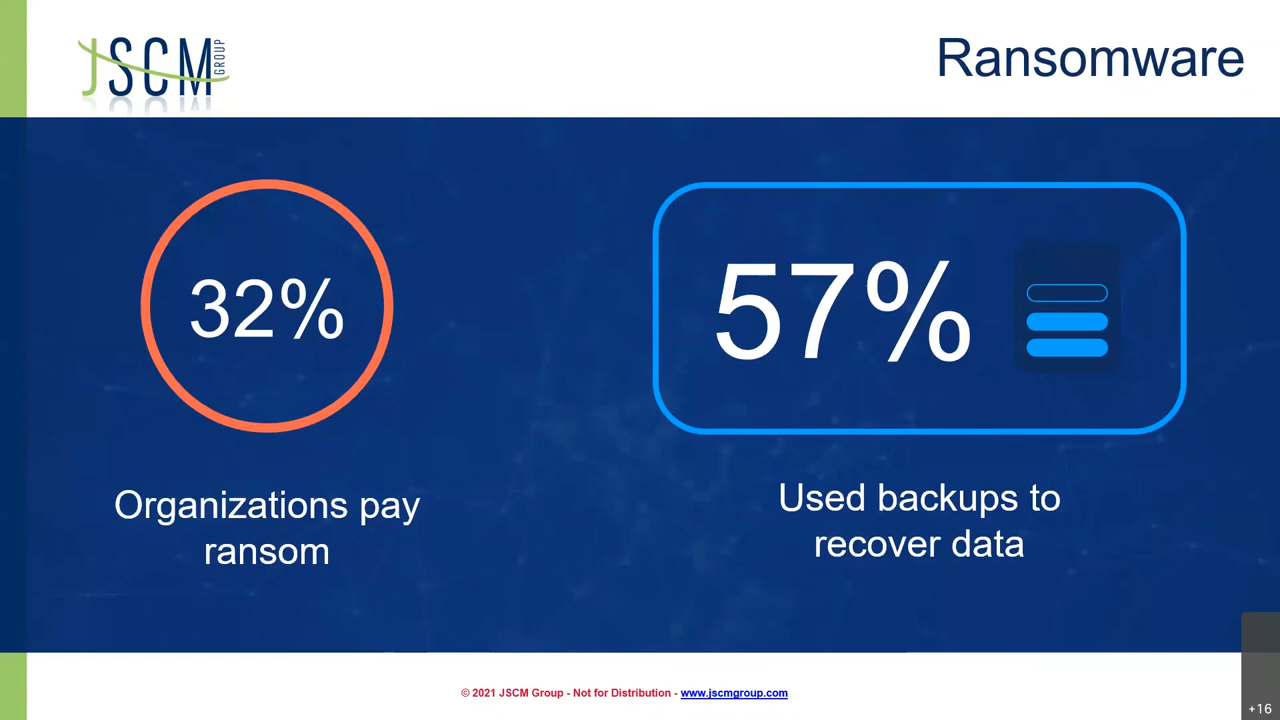 JSCM GROUP
Ransomware
32%
57%
Organizations pay
ransom
Used backups to
recover data
© 2021 JSCM Group - Not for Distribution - www.jscmgroup.com
+16